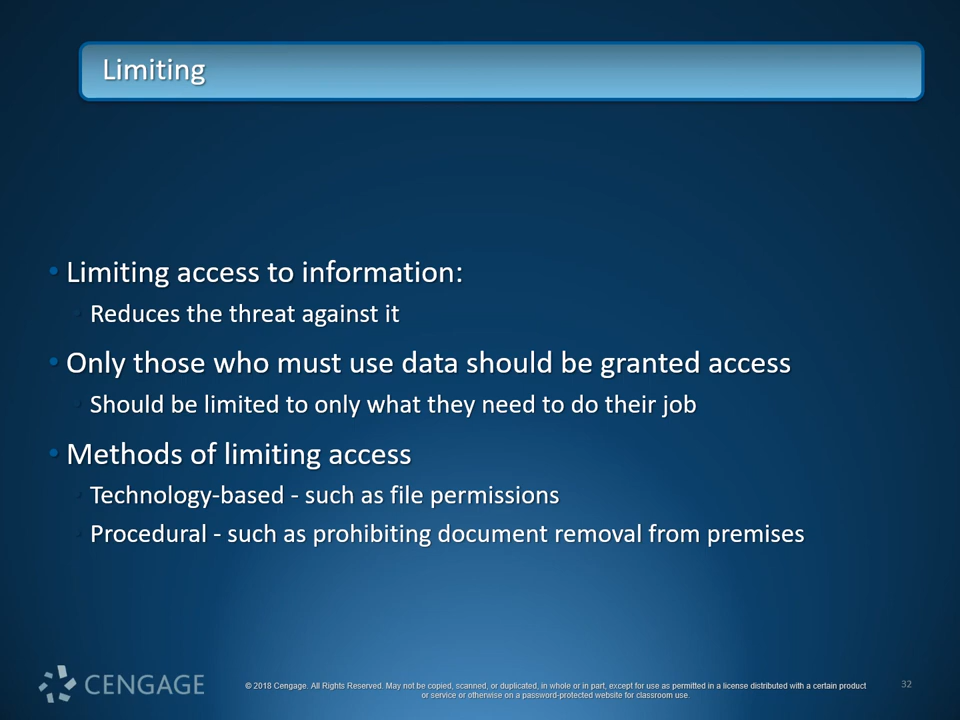 Limiting
• Limiting access to information:
• Reduces the threat against it
• Only those who must use data should be granted access
• Should be limited to only what they need to do their job
• Methods of limiting access
• Technology-based - such as file permissions
• Procedural - such as prohibiting document removal from premises
CENGAGE
© 2018 Cengage. All Rights Reserved. May not be copied, scanned, or duplicated, in whole or in part, except for use as permitted in a license distributed with a certain product
or service or otherwise on a password-protected website for classroom use.
32